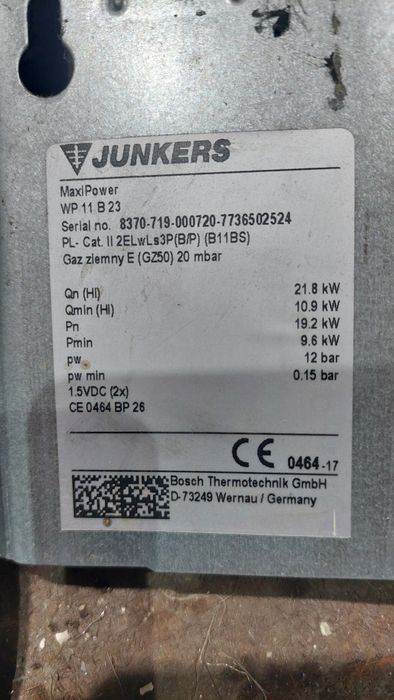 JUNKERS
MaxiPower
WP 11 B 23
Serial no. 8370-719-000720-7736502524
PL- Cat. II 2ELwLs3P(B/P) (B11BS)
Gaz ziemny E (GZ50) 20 mbar
Qn (Hi) 21.8 kW
Qmin (Hi) 10.9 kW
Pn 19.2 kW
Pmin 9.6 kW
pw 12 bar
pw min 0.15 bar
1.5VDC (2x)
CE 0464 BP 26
CE 0464-17
Bosch Thermotechnik GmbH
D-73249 Wernau / Germany